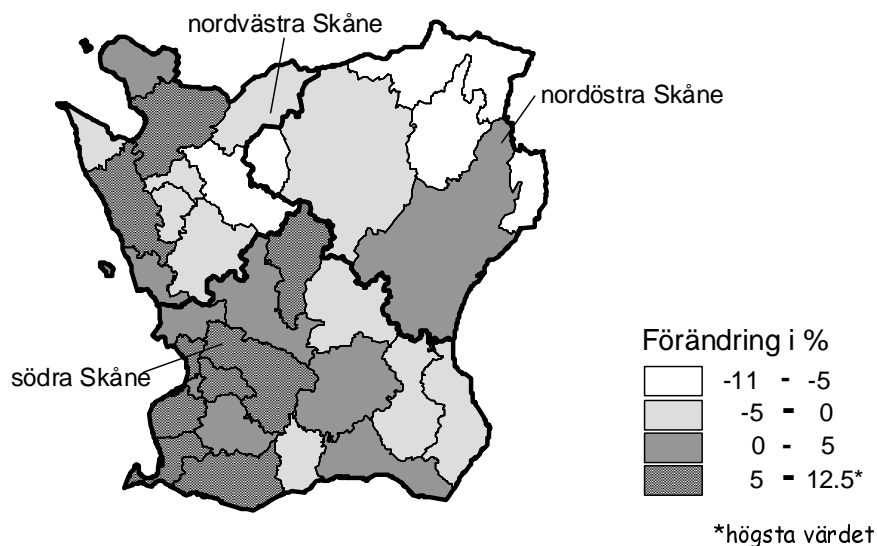 nordvästra Skåne
nordöstra Skåne
södra Skåne
Förändring i %
-11 - -5
-5 - 0
0 - 5
5 - 12.5*
*högsta värdet